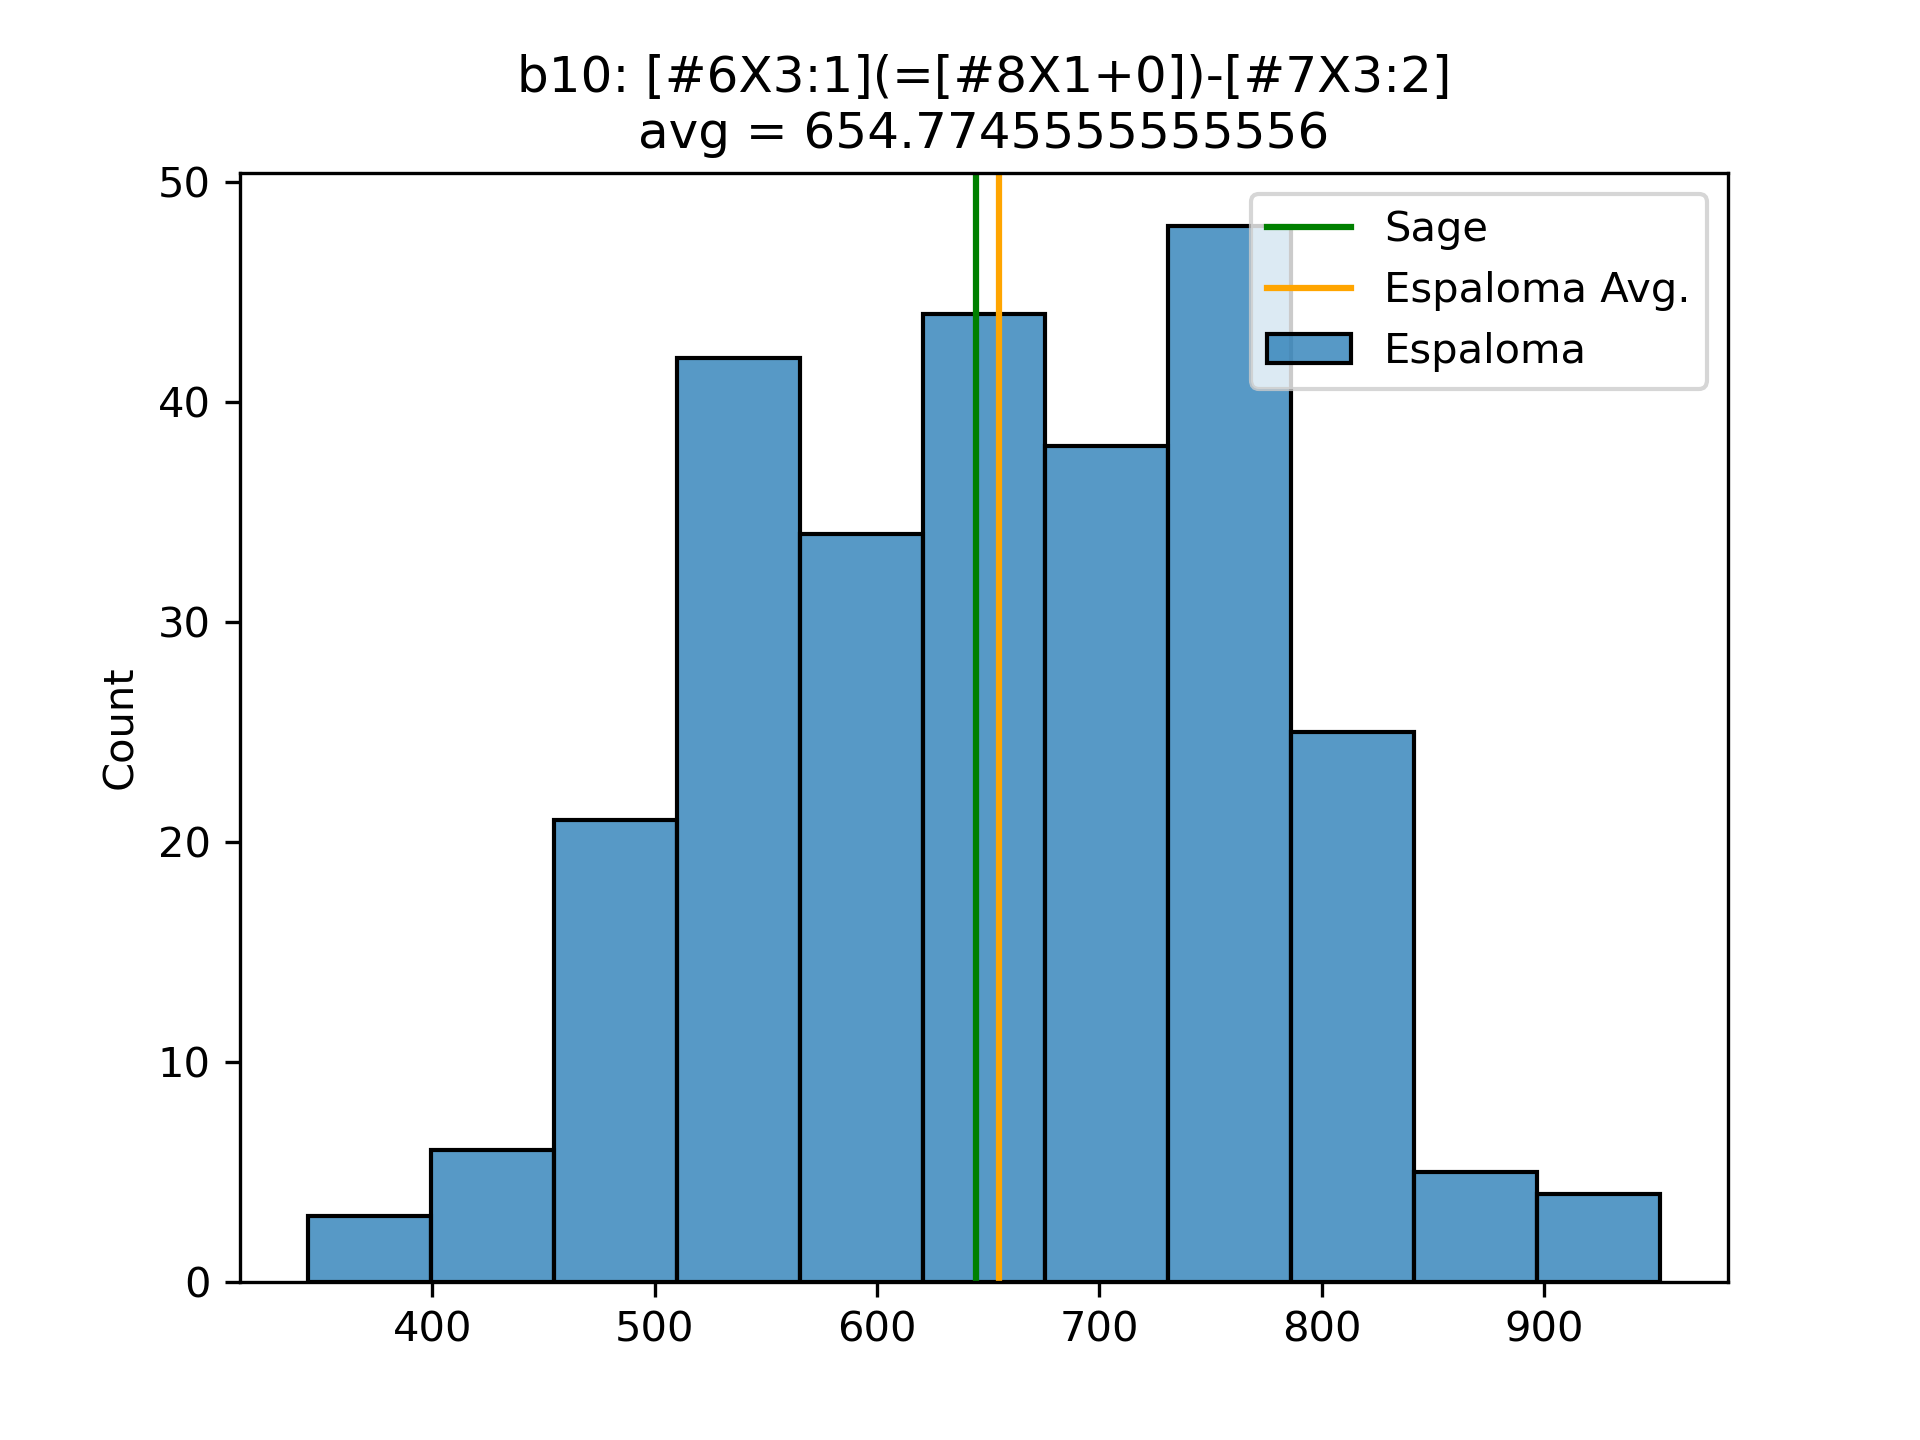 b10: [#6X3:1](=[#8X1+0])-[#7X3:2]
avg = 654.7745555555556
Sage
Espaloma Avg.
Espaloma
Count
50
40
30
20
10
0
400 500 600 700 800 900